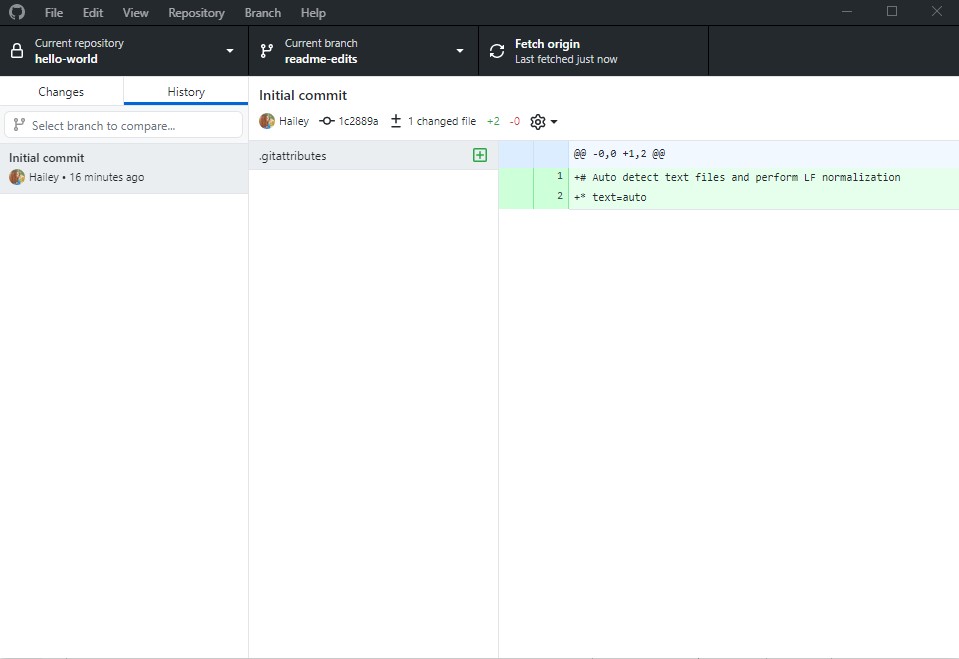 File Edit View Repository Branch Help
Current repository
hello-world
Current branch
readme-edits
Fetch origin
Last fetched just now
Changes History
Select branch to compare...
Initial commit
Hailey • 16 minutes ago
Initial commit
Hailey 1c2889a 1 changed file +2 -0
.gitattributes
@@ -0,0 +1,2 @@
1 +# Auto detect text files and perform LF normalization
2 +* text=auto